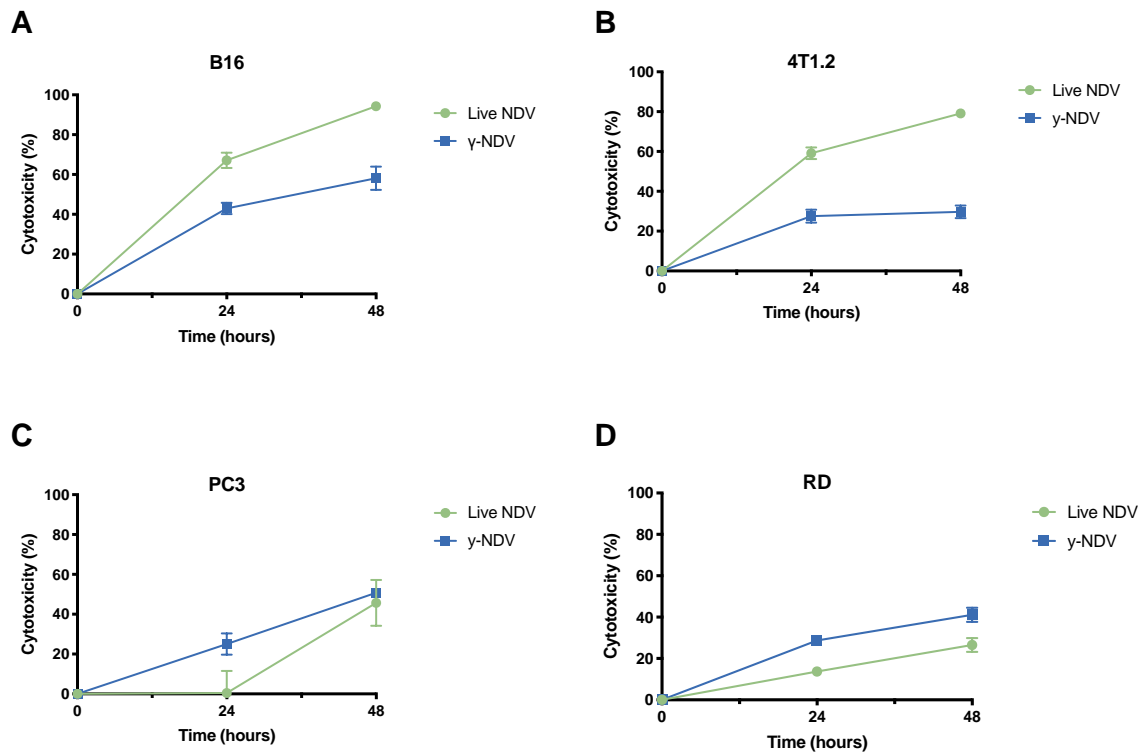 A
B16
Cytotoxicity (%)
100
80
60
40
20
0
0
24
48
Time (hours)
Live NDV
γ-NDV
B
4T1.2
Cytotoxicity (%)
100
80
60
40
20
0
0
24
48
Time (hours)
Live NDV
y-NDV
C
PC3
Cytotoxicity (%)
100
80
60
40
20
0
0
24
48
Time (hours)
Live NDV
y-NDV
D
RD
Cytotoxicity (%)
100
80
60
40
20
0
0
24
48
Time (hours)
Live NDV
y-NDV